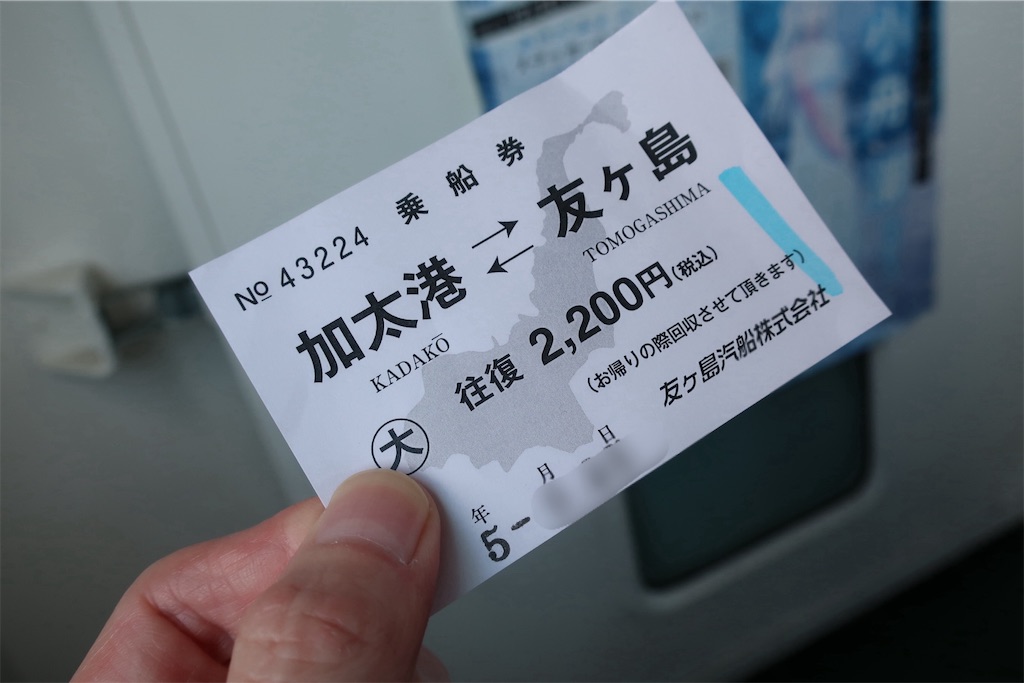 No 43224 乗船券
加太港 ⇄ 友ヶ島
KADAKŌ TOMOGASHIMA
往復 2,200円(税込)
(お帰りの際回収させて頂きます)
大
友ヶ島汽船株式会社
年 月 日
5-